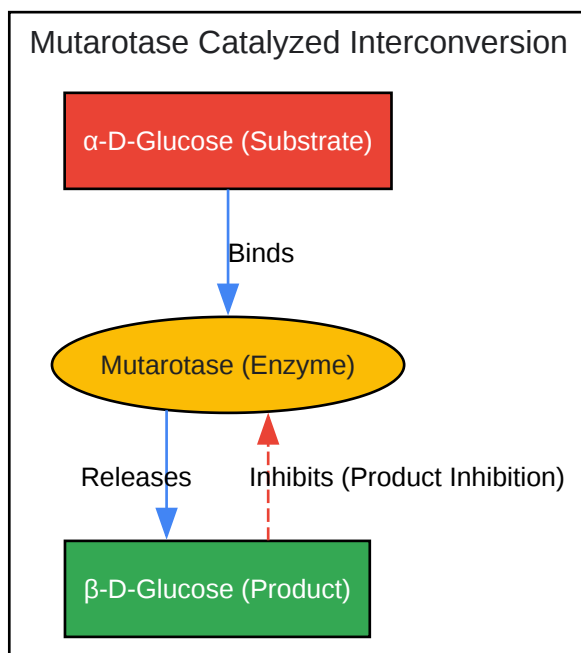 Mutarotase Catalyzed Interconversion
α-D-Glucose (Substrate)
Binds
Mutarotase (Enzyme)
Releases
Inhibits (Product Inhibition)
β-D-Glucose (Product)